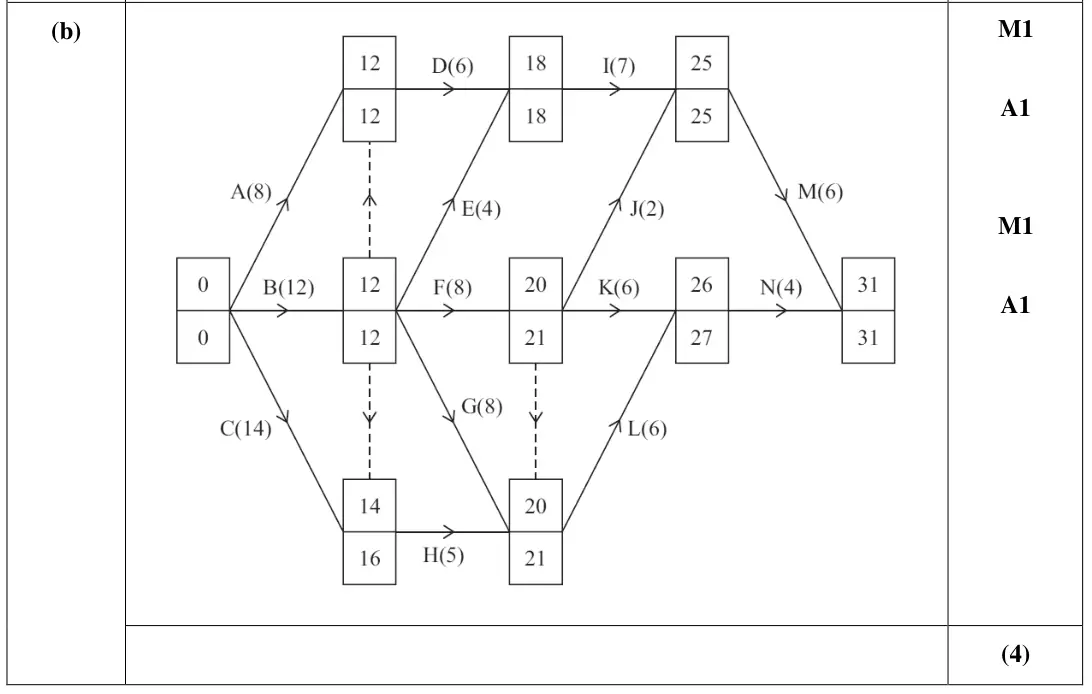 (b)
M1
A1
M1
A1
12 D(6) 18 I(7) 25
12 18 25
A(8) E(4) J(2) M(6)
0 B(12) 12 F(8) 20 K(6) 26 N(4) 31
0 12 21 27 31
C(14) G(8) L(6)
14 20
16 H(5) 21
(4)